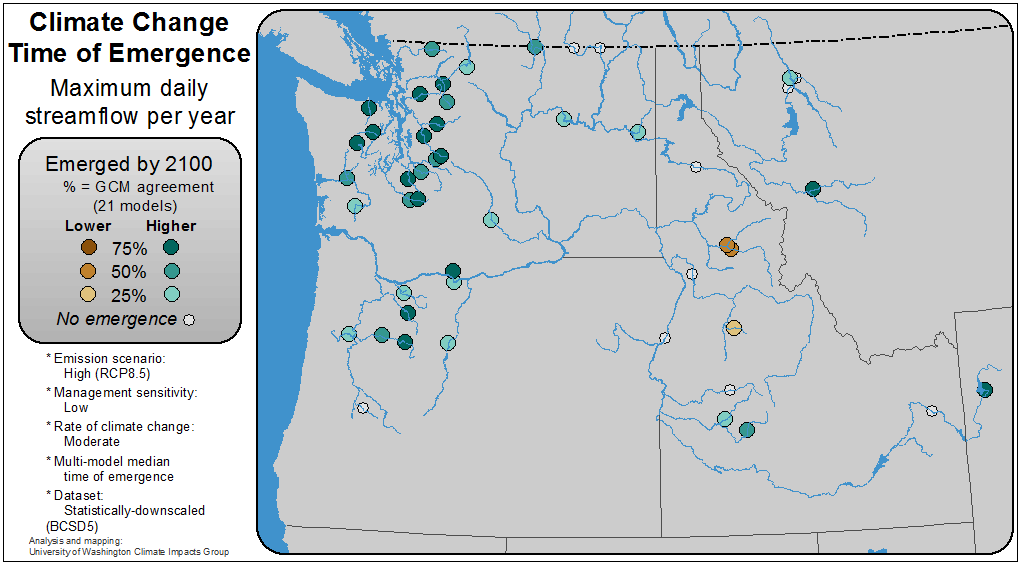 Climate Change
Time of Emergence
Maximum daily
streamflow per year
Emerged by 2100
% = GCM agreement
(21 models)
Lower Higher
75%
50%
25%
No emergence
* Emission scenario:
High (RCP8.5)
* Management sensitivity:
Low
* Rate of climate change:
Moderate
* Multi-model median
time of emergence
* Dataset:
Statistically-downscaled
(BCSD5)
Analysis and mapping:
University of Washington Climate Impacts Group